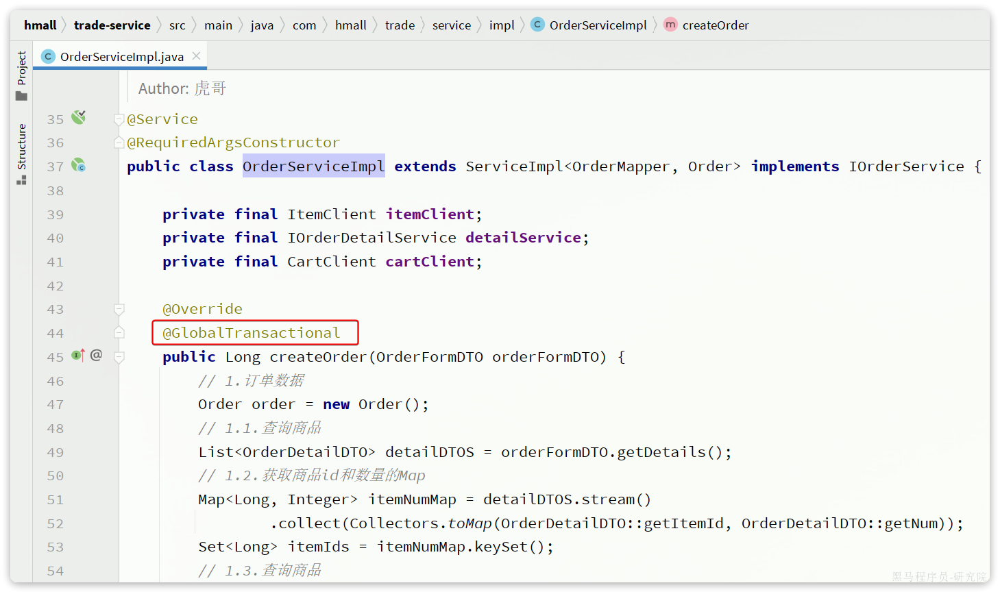 hmall trade-service src main java com hmall trade service impl OrderServiceImpl createOrder
OrderServiceImpl.java
Project
Structure
Author: 虎哥
35 @Service
36 @RequiredArgsConstructor
37 public class OrderServiceImpl extends ServiceImpl<OrderMapper, Order> implements IOrderService {
38
39 private final ItemClient itemClient;
40 private final IOrderDetailService detailService;
41 private final CartClient cartClient;
42
43 @Override
44 @GlobalTransactional
45 public Long createOrder(OrderFormDTO orderFormDTO) {
46 // 1.订单数据
47 Order order = new Order();
48 // 1.1.查询商品
49 List<OrderDetailDTO> detailDTOS = orderFormDTO.getDetails();
50 // 1.2.获取商品id和数量的Map
51 Map<Long, Integer> itemNumMap = detailDTOS.stream()
52 .collect(Collectors.toMap(OrderDetailDTO::getItemId, OrderDetailDTO::getNum));
53 Set<Long> itemIds = itemNumMap.keySet();
54 // 1.3.查询商品
黑马程序员-研究院